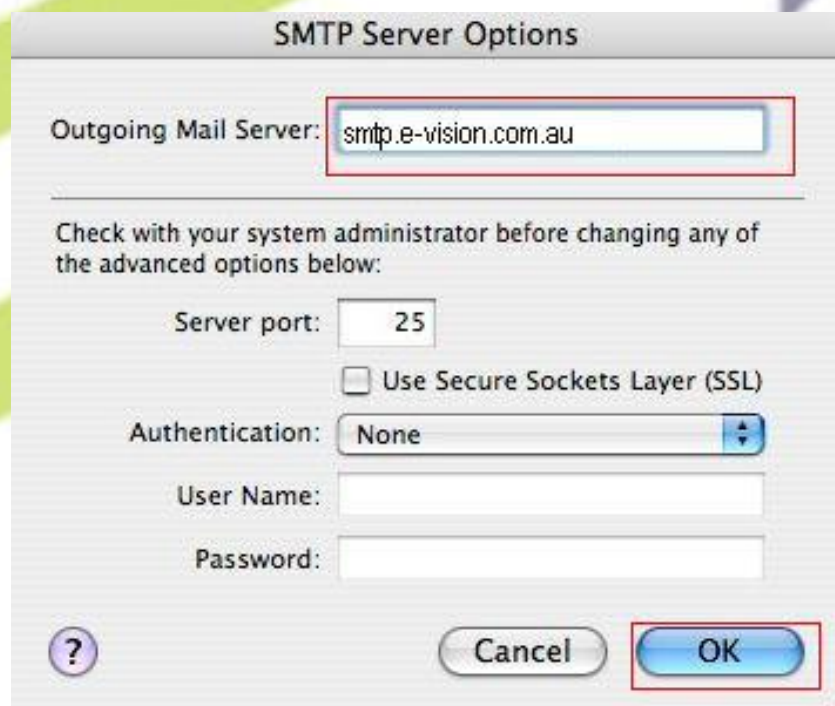 SMTP Server Options
Outgoing Mail Server: smtp.e-vision.com.au
Check with your system administrator before changing any of
the advanced options below:
Server port: 25
Use Secure Sockets Layer (SSL)
Authentication: None
User Name:
Password:
? Cancel OK